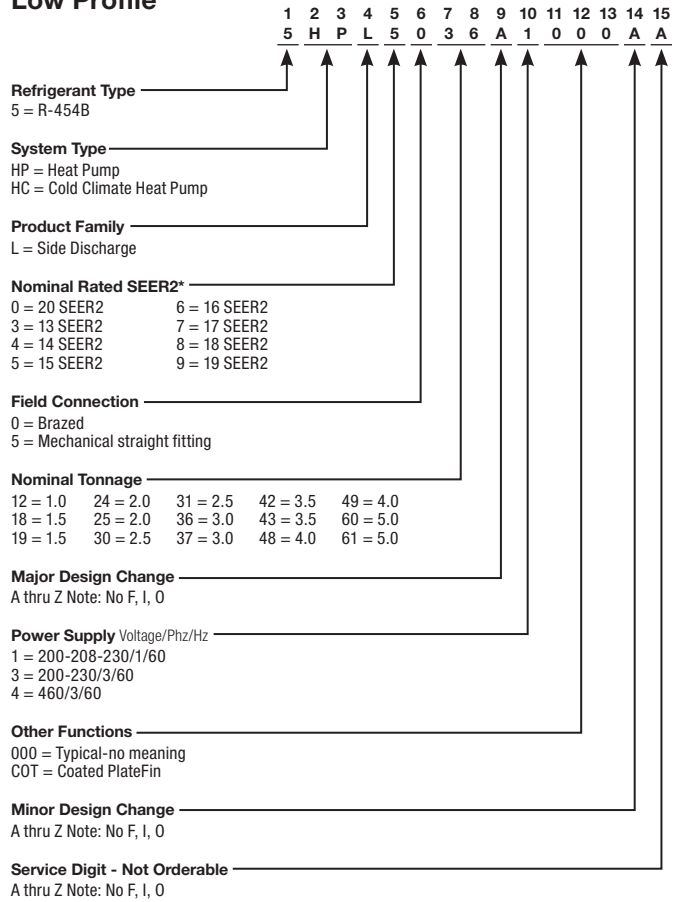 Low Profile
1 2 3 4 5 6 7 8 9 10 11 12 13 14 15
5 H P L 5 0 3 6 A 1 0 0 0 A A
Refrigerant Type
5 = R-454B
System Type
HP = Heat Pump
HC = Cold Climate Heat Pump
Product Family
L = Side Discharge
Nominal Rated SEER2*
0 = 20 SEER2 6 = 16 SEER2
3 = 13 SEER2 7 = 17 SEER2
4 = 14 SEER2 8 = 18 SEER2
5 = 15 SEER2 9 = 19 SEER2
Field Connection
0 = Brazed
5 = Mechanical straight fitting
Nominal Tonnage
12 = 1.0 24 = 2.0 31 = 2.5 42 = 3.5 49 = 4.0
18 = 1.5 25 = 2.0 36 = 3.0 43 = 3.5 60 = 5.0
19 = 1.5 30 = 2.5 37 = 3.0 48 = 4.0 61 = 5.0
Major Design Change
A thru Z Note: No F, I, O
Power Supply Voltage/Phz/Hz
1 = 200-208-230/1/60
3 = 200-230/3/60
4 = 460/3/60
Other Functions
000 = Typical-no meaning
COT = Coated PlateFin
Minor Design Change
A thru Z Note: No F, I, O
Service Digit - Not Orderable
A thru Z Note: No F, I, O